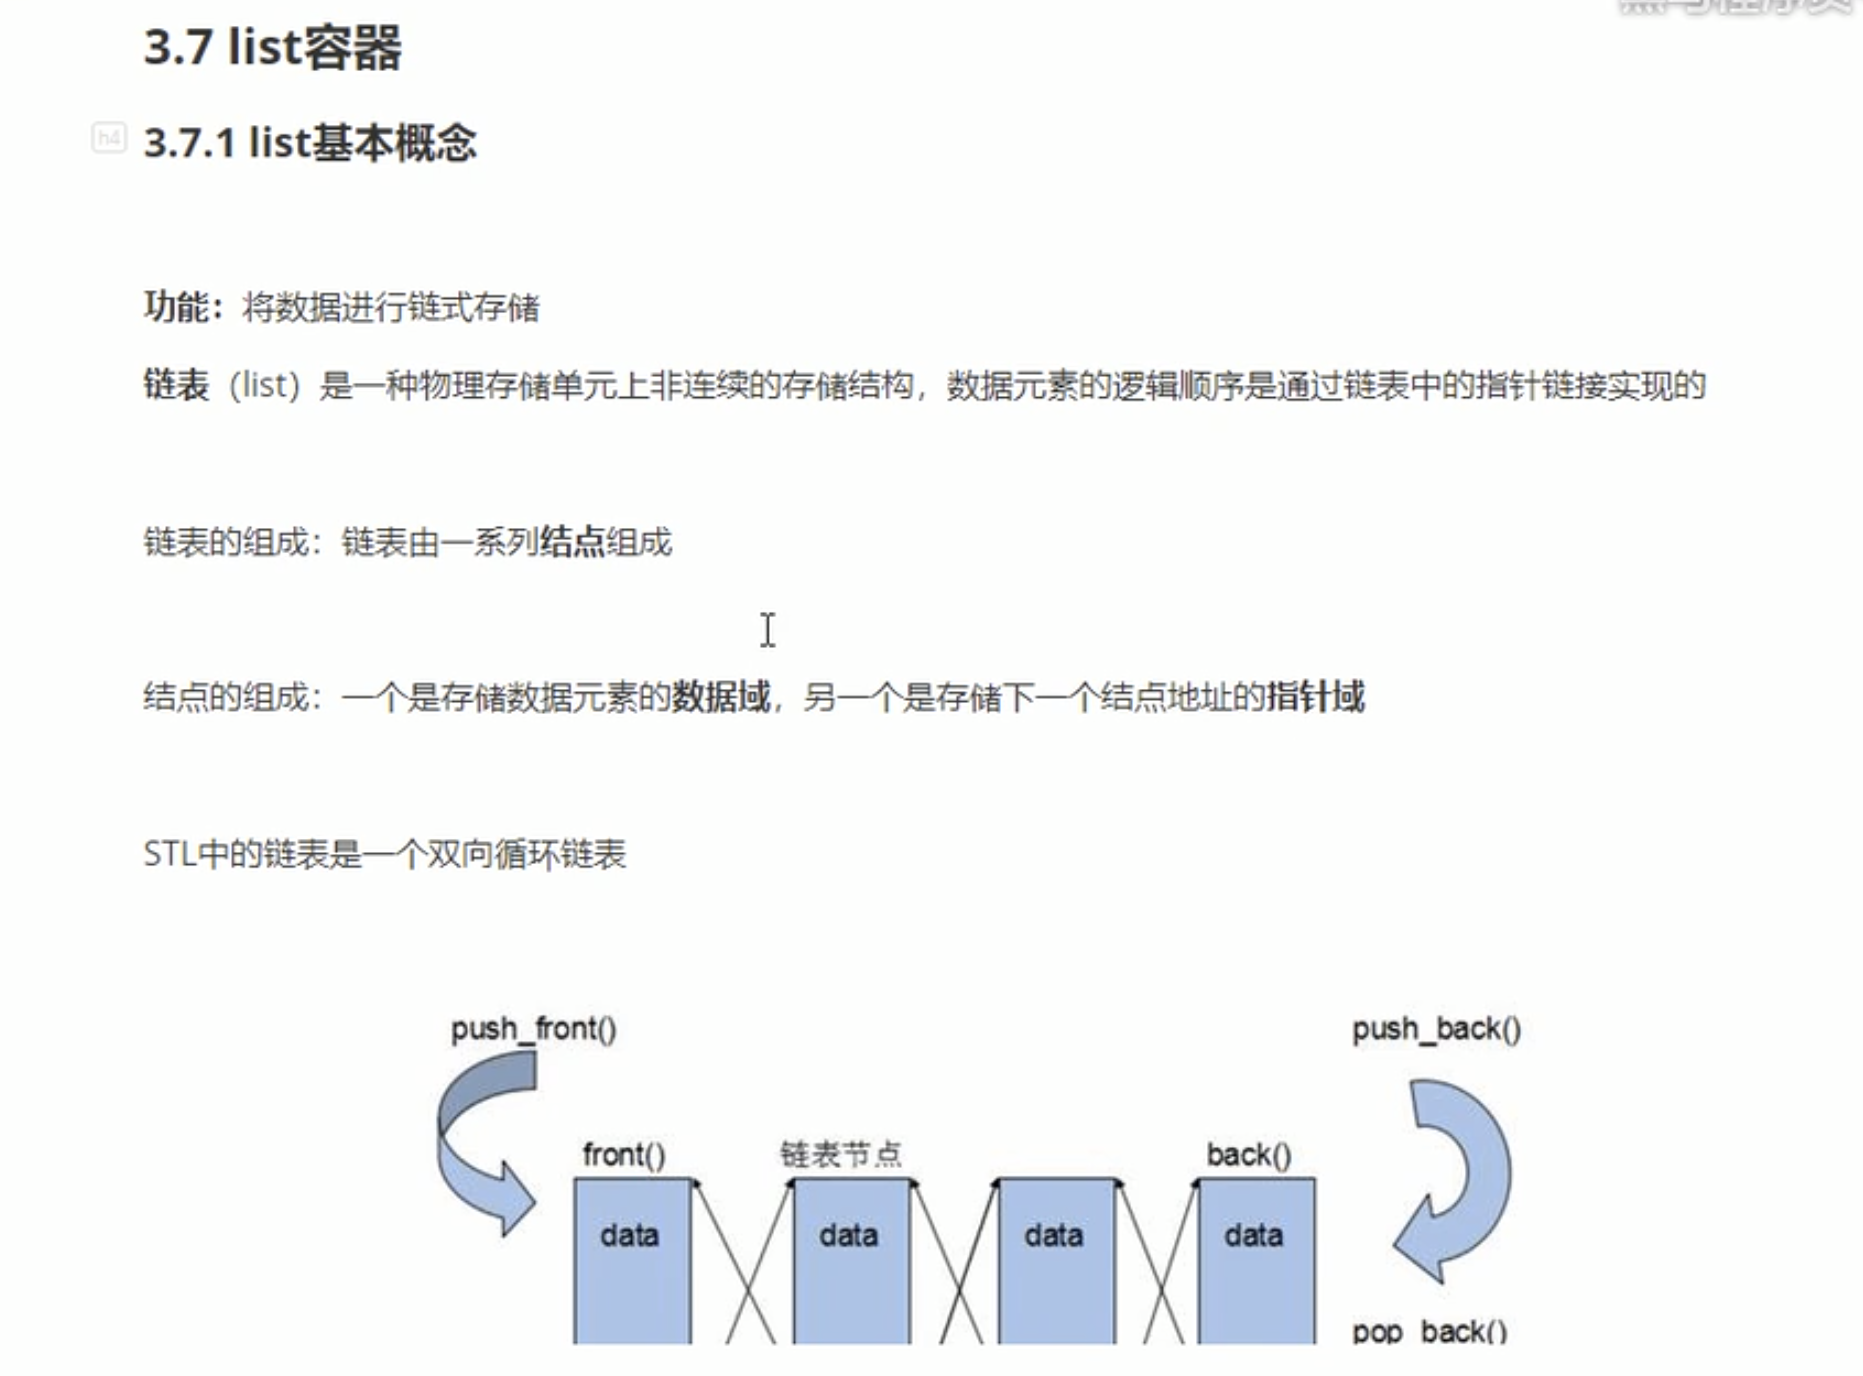 3.7 list容器
h4
3.7.1 list基本概念
功能：将数据进行链式存储
链表（list）是一种物理存储单元上非连续的存储结构，数据元素的逻辑顺序是通过链表中的指针链接实现的
链表的组成：链表由一系列结点组成
结点的组成：一个是存储数据元素的数据域，另一个是存储下一个结点地址的指针域
STL中的链表是一个双向循环链表
push_front()
push_back()
front()
链表节点
back()
data
data
data
data
pop_back()